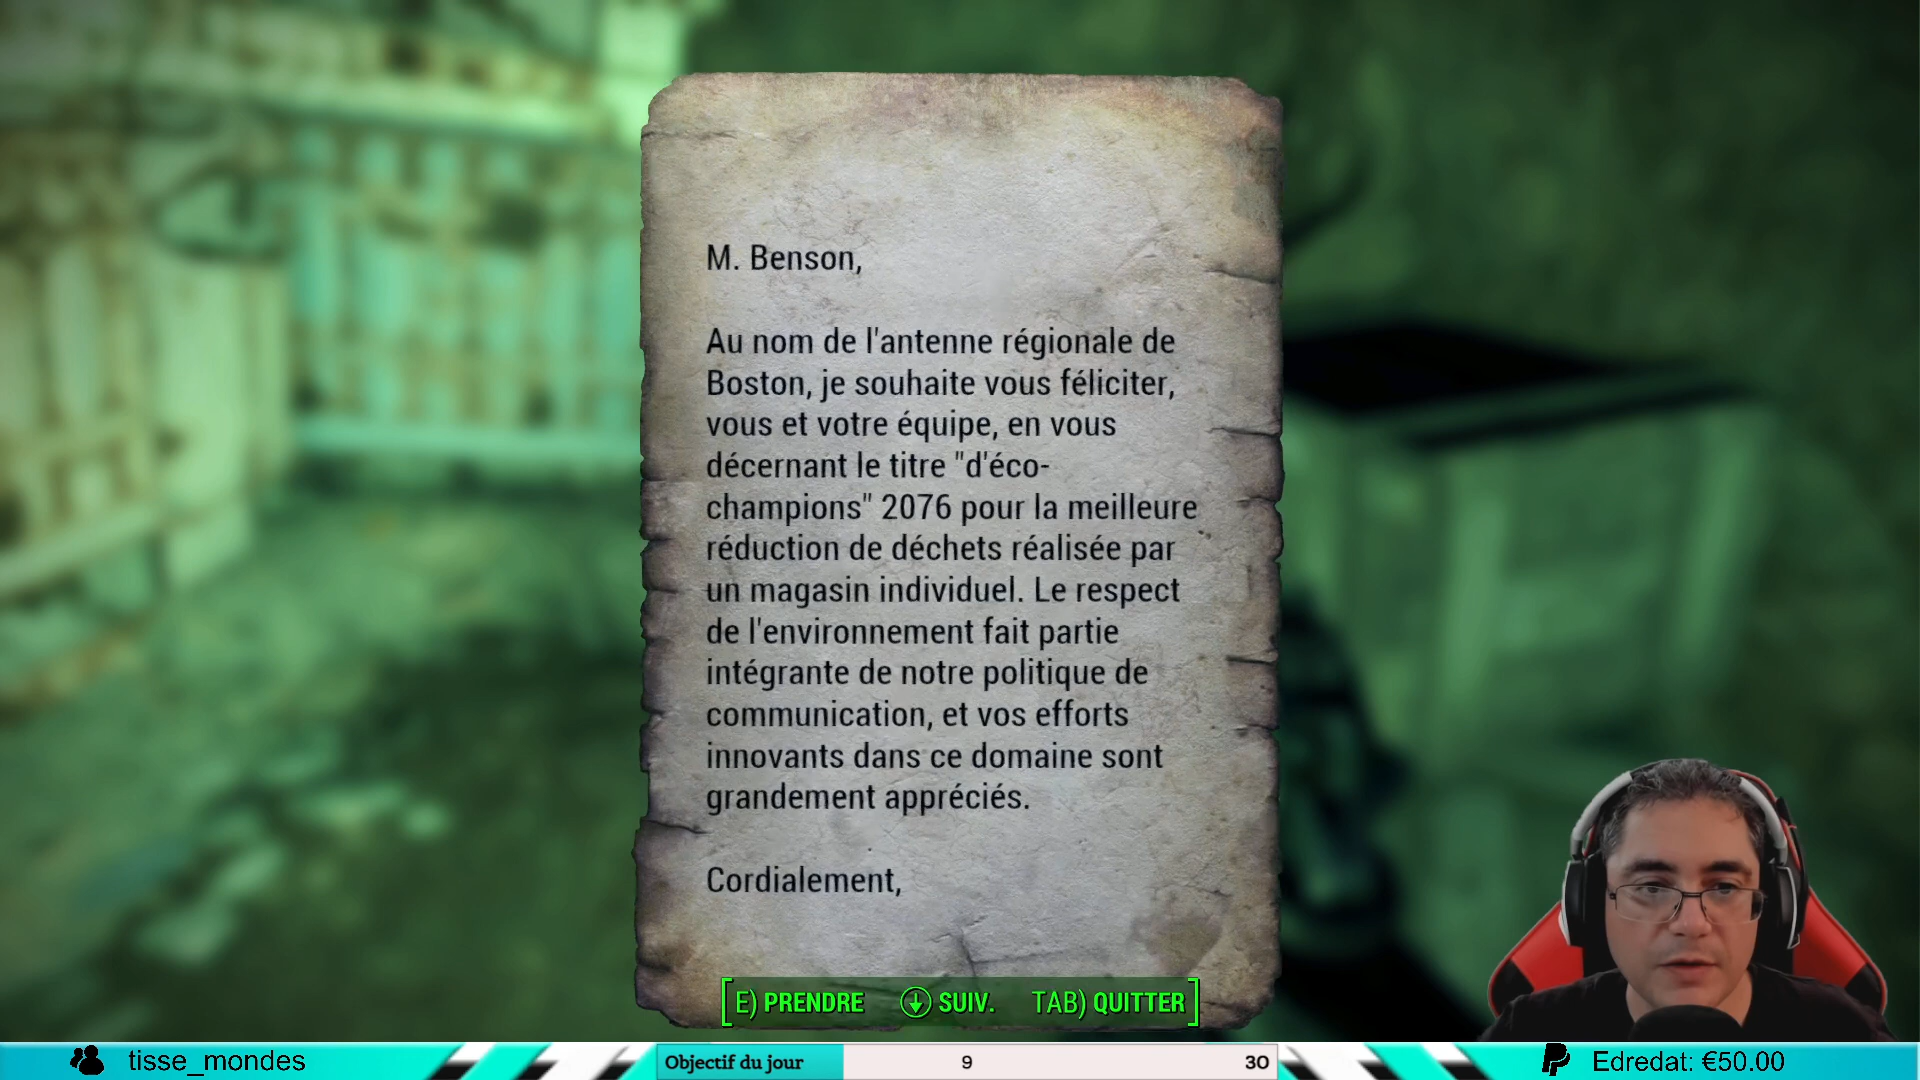 M. Benson,
Au nom de l'antenne régionale de
Boston, je souhaite vous féliciter,
vous et votre équipe, en vous
décernant le titre "d'éco-
champions" 2076 pour la meilleure
réduction de déchets réalisée par
un magasin individuel. Le respect
de l'environnement fait partie
intégrante de notre politique de
communication, et vos efforts
innovants dans ce domaine sont
grandement appréciés.
Cordialement,
E) PRENDRE SUIV. TAB) QUITTER
tisse_mondes
Objectif du jour 9 30
Edredat: €50.00